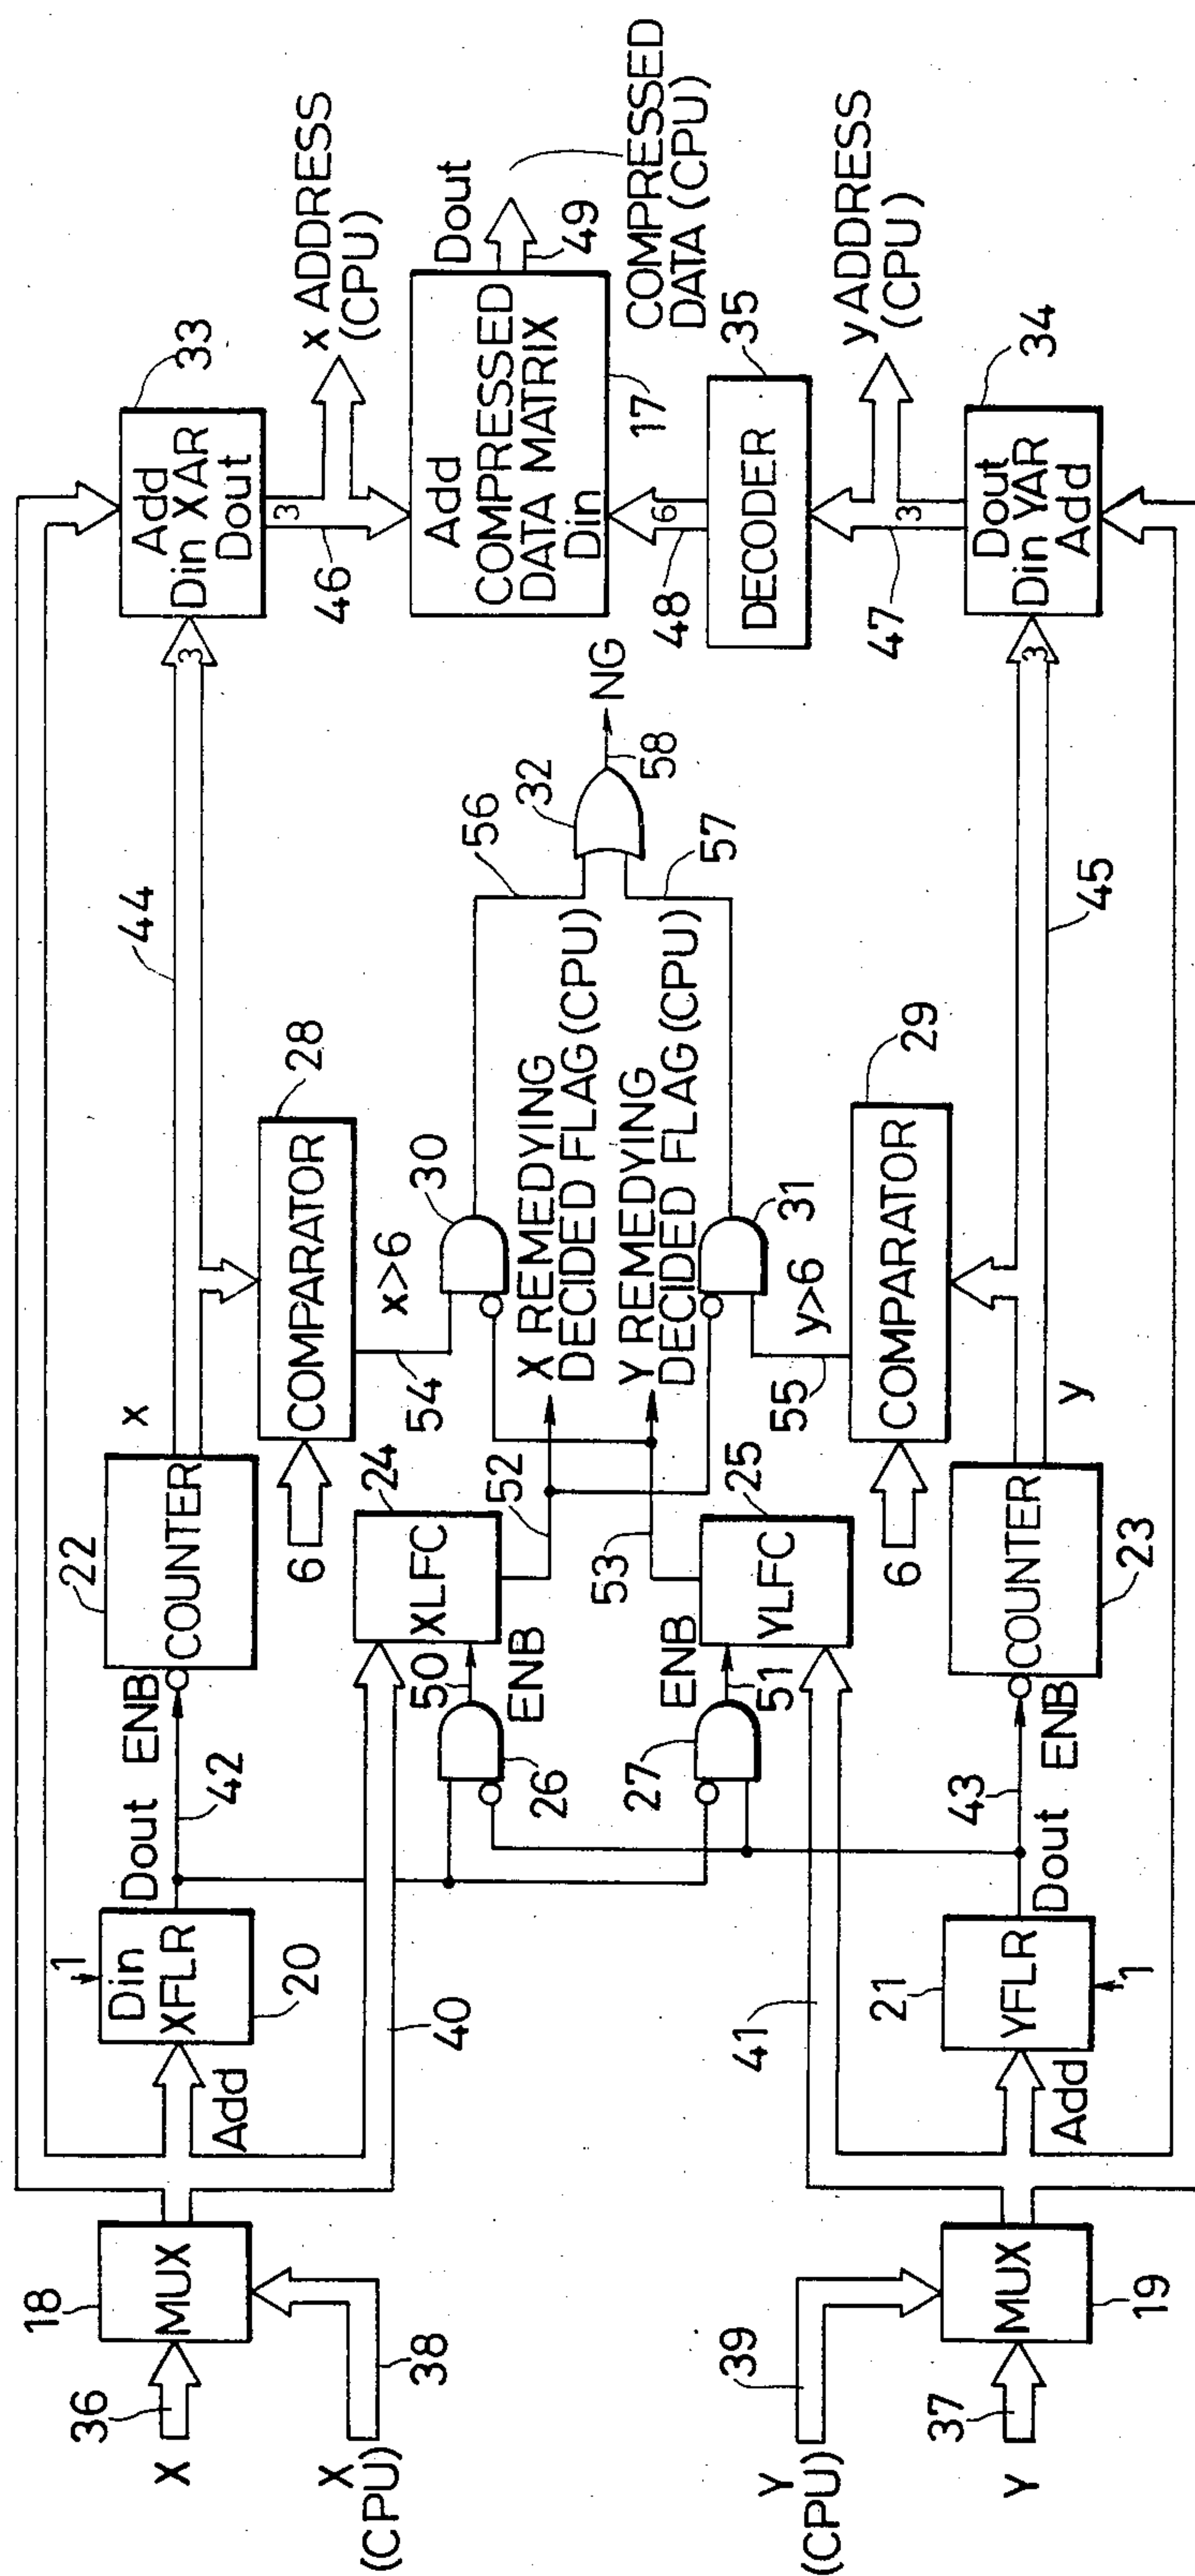 36
X
X
(CPU)
38
18
MUX
Add
Din
XFLR
1
20
Dout
42
ENB
22
COUNTER
x
44
3
33
Add
Din XAR
Dout
3
46
x ADDRESS
(CPU)
40
6
COMPARATOR
28
x>6
54
30
24
XLFC
50
ENB
26
52
X REMEDYING
DECIDED FLAG (CPU)
Y REMEDYING
DECIDED FLAG (CPU)
56
32
57
58
NG
Add
COMPRESSED
DATA MATRIX
Din
17
Dout
49
COMPRESSED
DATA (CPU)
27
ENB
51
53
YLFC
25
31
y>6
55
6
COMPARATOR
29
48
6
DECODER
35
41
39
Y
(CPU)
37
Y
MUX
19
Add
21
YFLR
1
Dout
43
ENB
COUNTER
23
y
45
3
47
3
y ADDRESS
(CPU)
Dout
Din YAR
Add
34